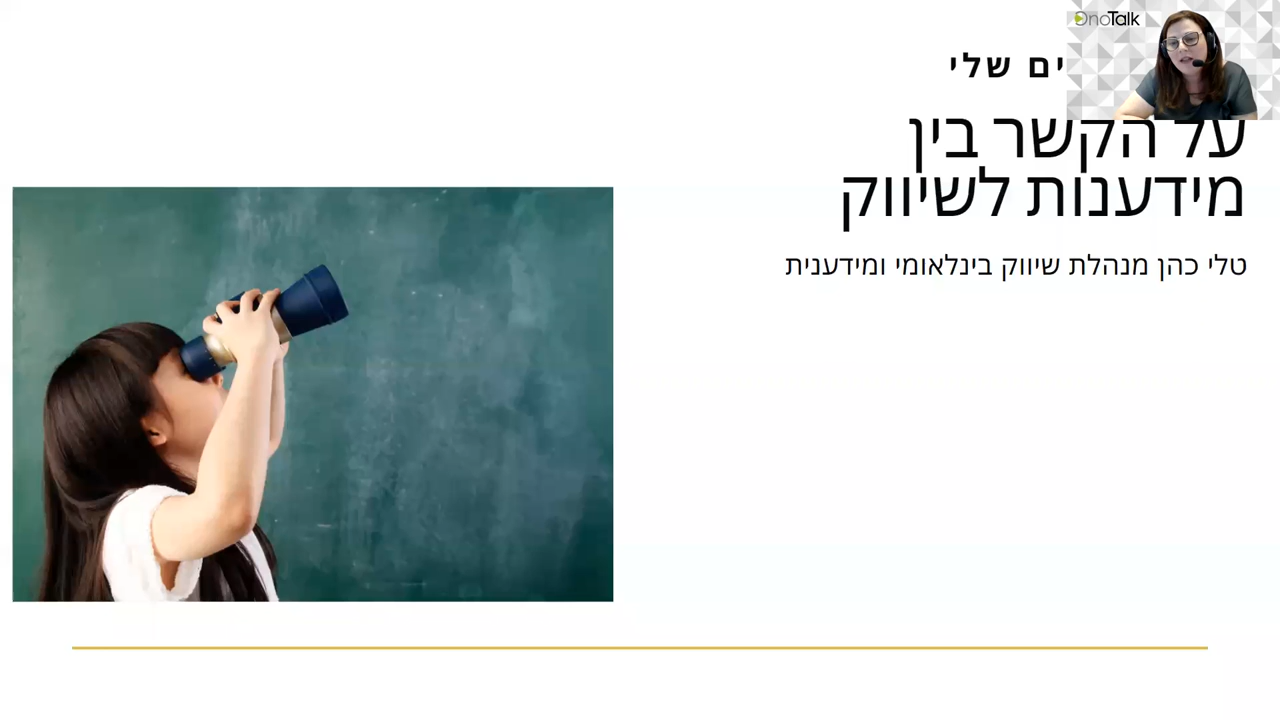 OnoTalk
ים שלי
על הקשר בין
מידענות לשיווק
טלי כהן מנהלת שיווק בינלאומי ומידענית